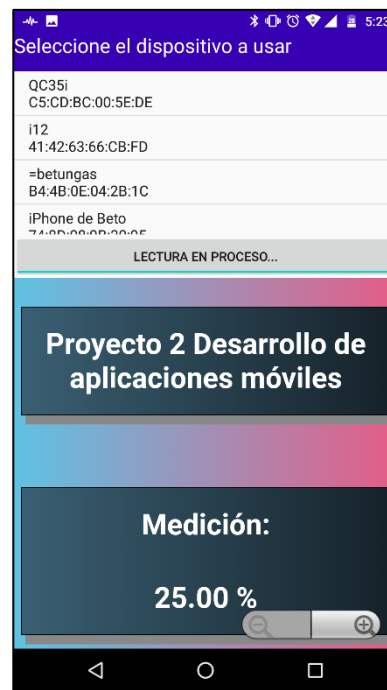 5:23
Seleccione el dispositivo a usar
QC35i
C5:CD:BC:00:5E:DE
i12
41:42:63:66:CB:FD
=betungas
B4:4B:0E:04:2B:1C
iPhone de Beto
LECTURA EN PROCESO...
Proyecto 2 Desarrollo de
aplicaciones móviles
Medición:
25.00 %